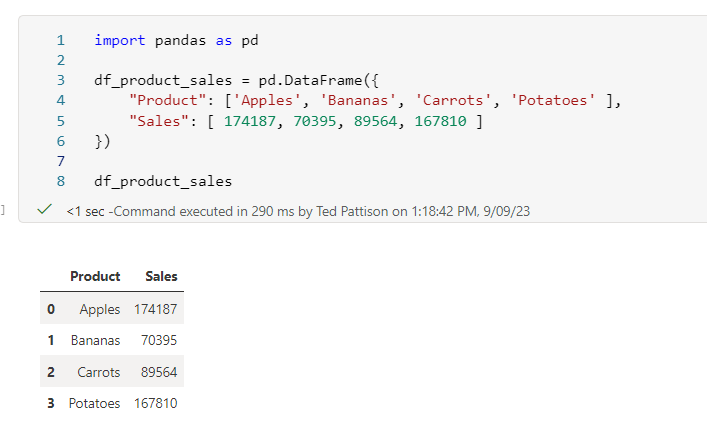 1 import pandas as pd
2
3 df_product_sales = pd.DataFrame({
4     "Product": ['Apples', 'Bananas', 'Carrots', 'Potatoes' ],
5     "Sales": [ 174187, 70395, 89564, 167810 ]
6 })
7
8 df_product_sales
] <1 sec -Command executed in 290 ms by Ted Pattison on 1:18:42 PM, 9/09/23
Product Sales
0 Apples 174187
1 Bananas 70395
2 Carrots 89564
3 Potatoes 167810